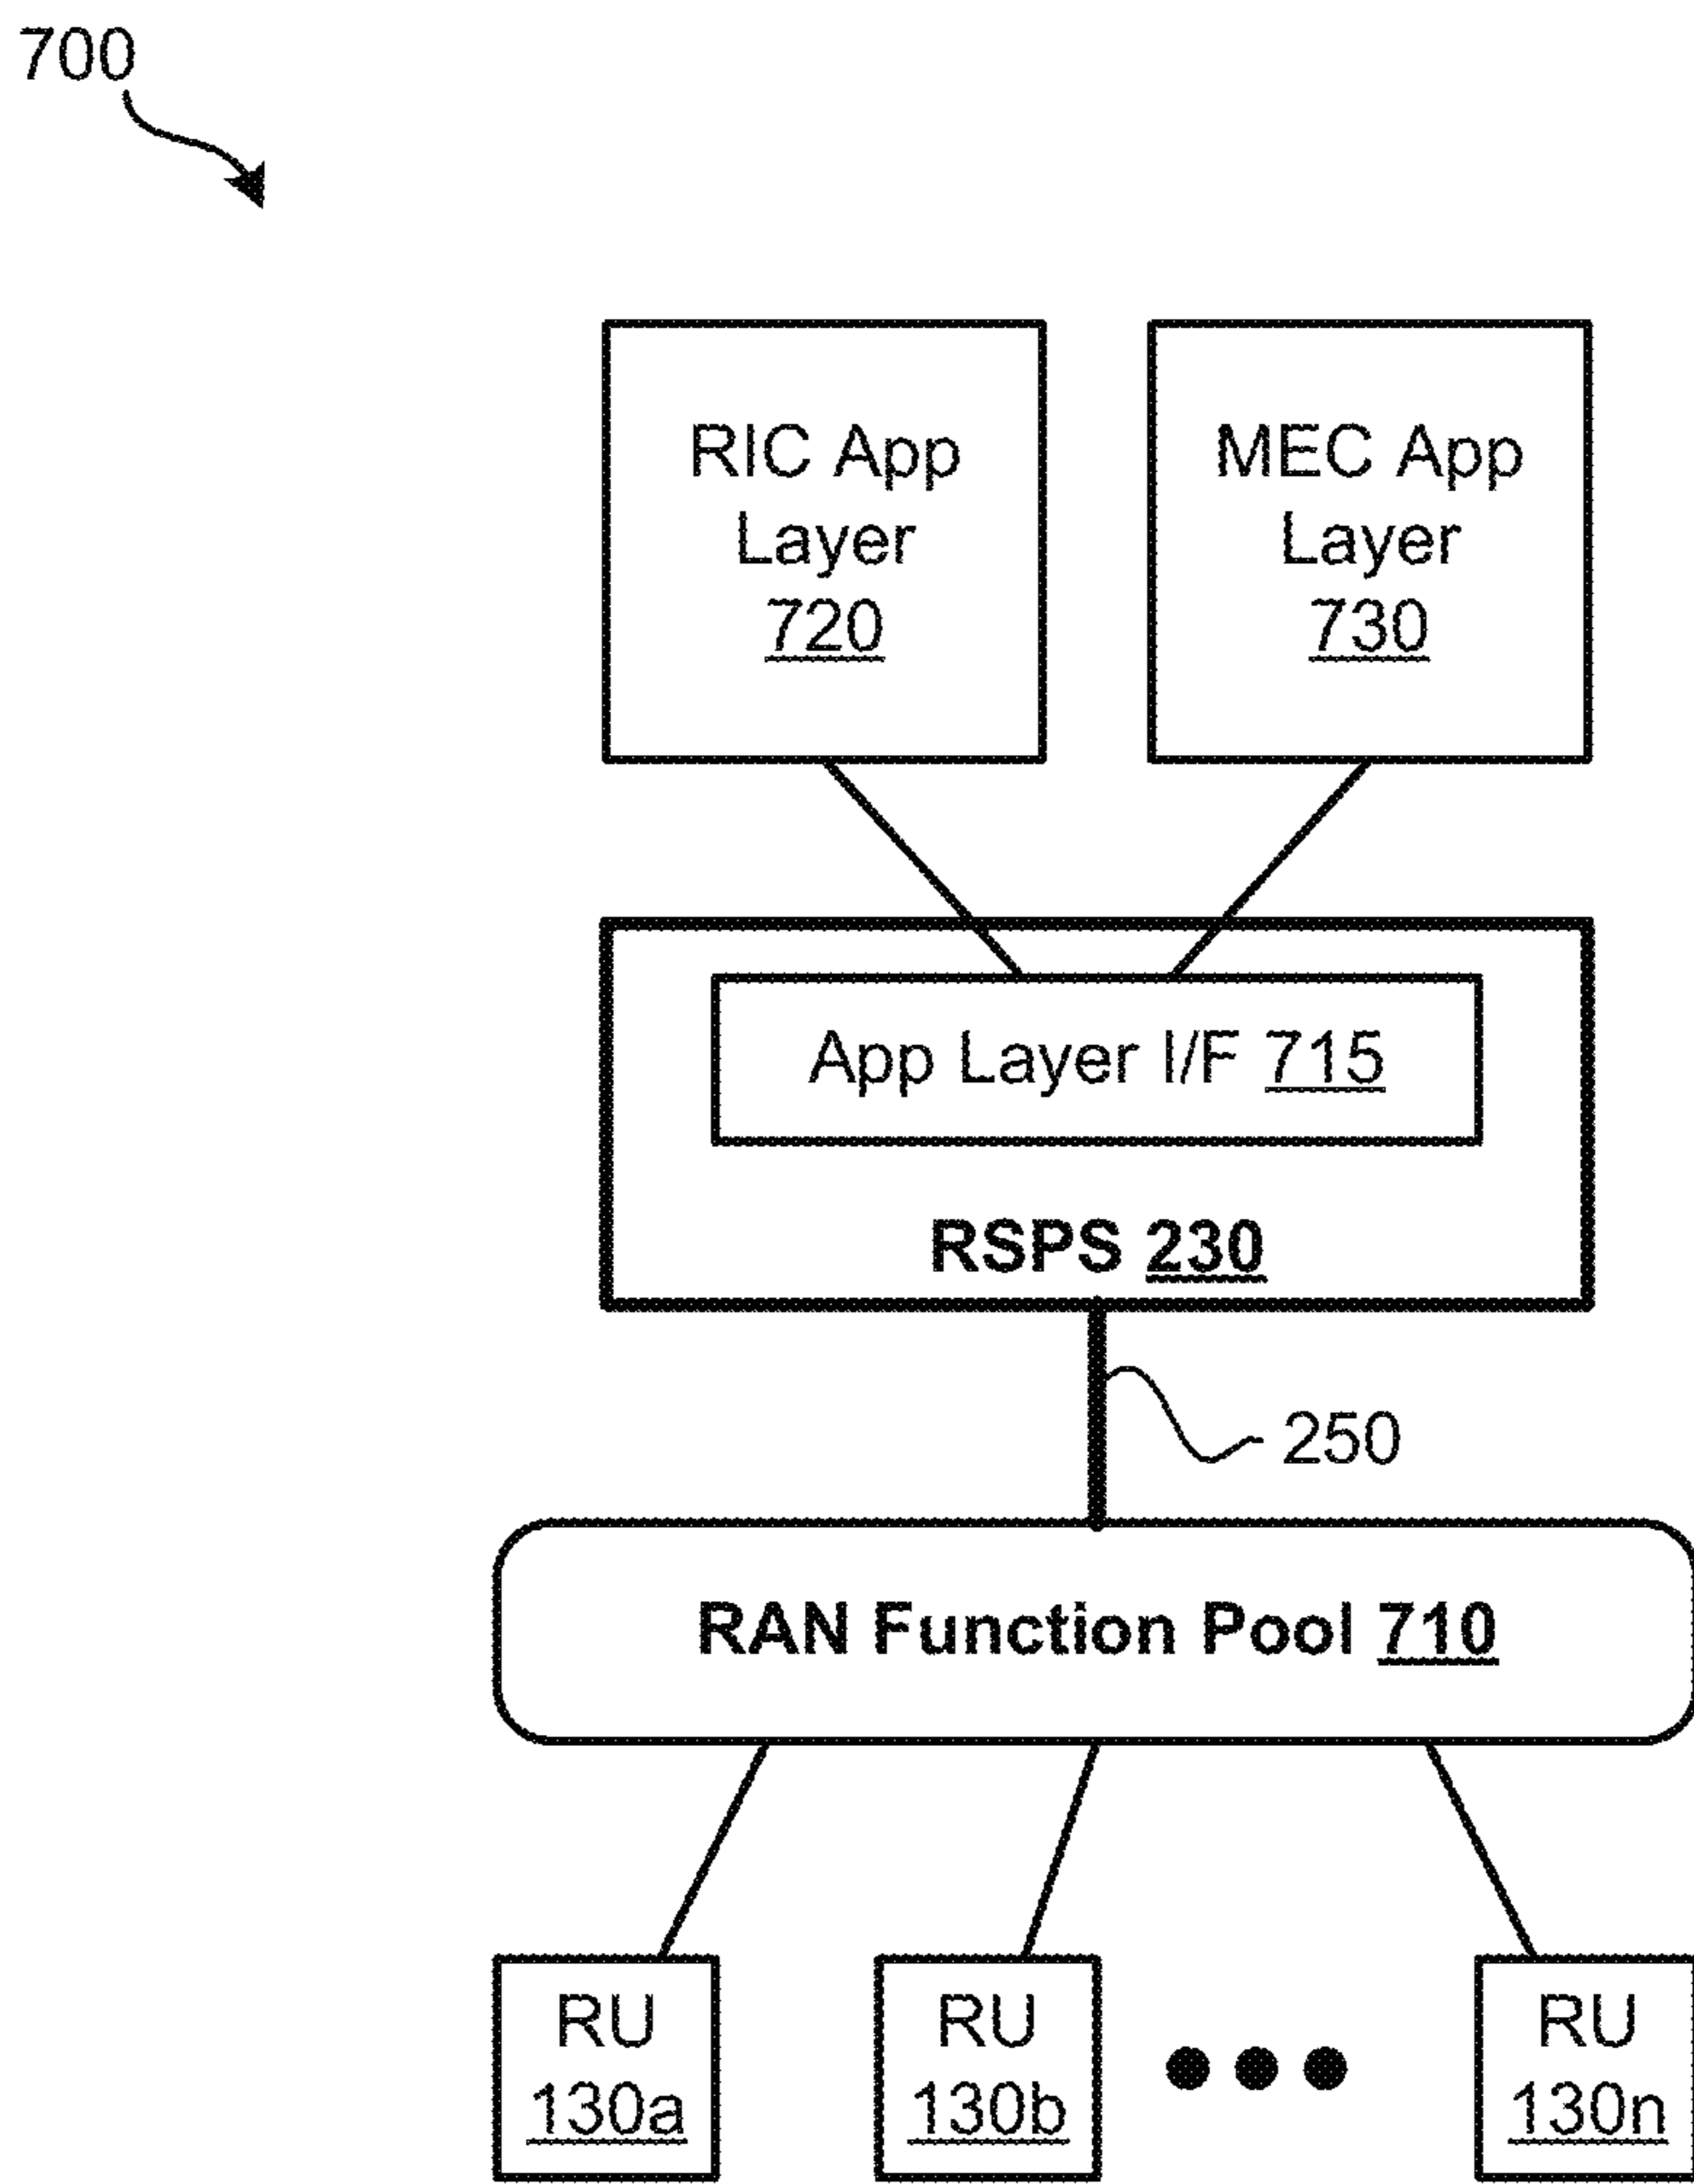 700
RIC App
Layer
720
MEC App
Layer
730
App Layer I/F 715
RSPS 230
250
RAN Function Pool 710
RU
130a
RU
130b
RU
130n